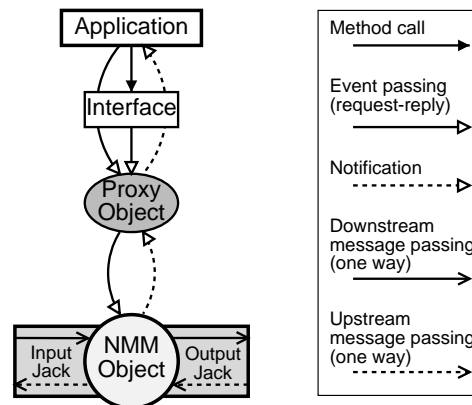 Application
Interface
Proxy
Object
Input
Jack
NMM
Object
Output
Jack
Method call
Event passing
(request-reply)
Notification
Downstream
message passing
(one way)
Upstream
message passing
(one way)